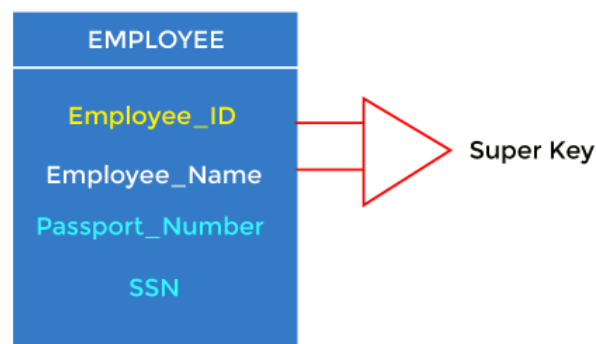 EMPLOYEE
Employee_ID
Employee_Name
Super Key
Passport_Number
SSN